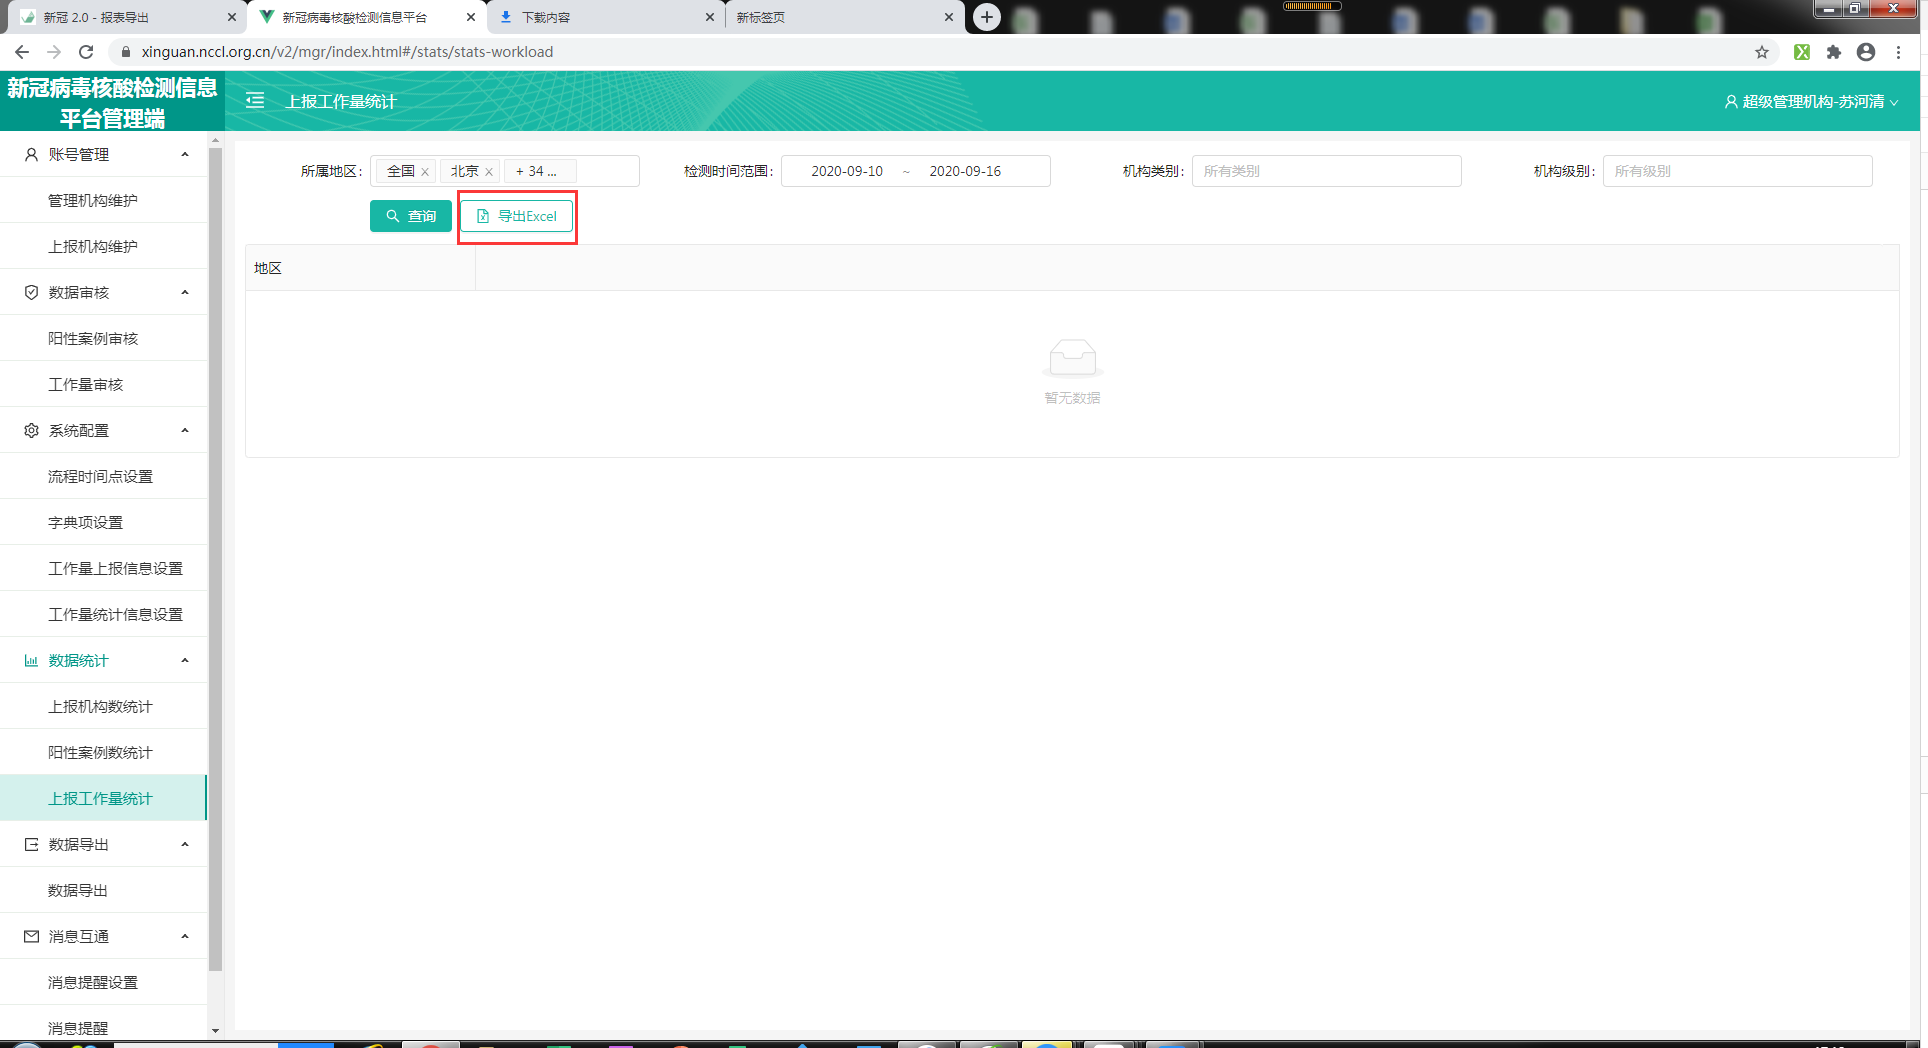 新冠 2.0 - 报表导出
新冠病毒核酸检测信息平台
下载内容
新标签页
xinguan.nccl.org.cn/v2/mgr/index.html#/stats/stats-workload
新冠病毒核酸检测信息
平台管理端
上报工作量统计
超级管理机构-苏河清
账号管理
管理机构维护
上报机构维护
数据审核
阳性案例审核
工作量审核
系统配置
流程时间点设置
字典项设置
工作量上报信息设置
工作量统计信息设置
数据统计
上报机构数统计
阳性案例数统计
上报工作量统计
数据导出
数据导出
消息互通
消息提醒设置
消息提醒
所属地区: 全国 北京 + 34 ...
检测时间范围: 2020-09-10 ~ 2020-09-16
机构类别: 所有类别
机构级别: 所有级别
查询
导出Excel
地区
暂无数据